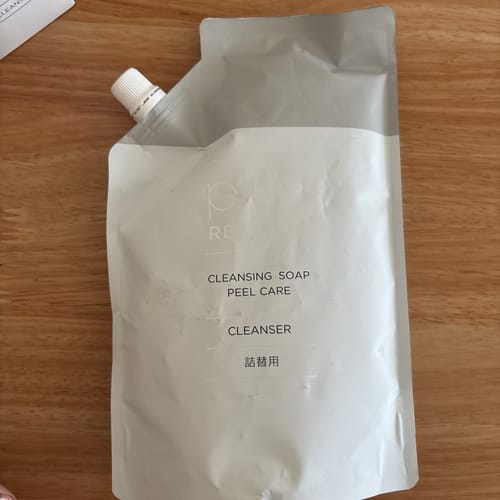 CLEANSING SOAP
PEEL CARE
CLEANSER
詰替用